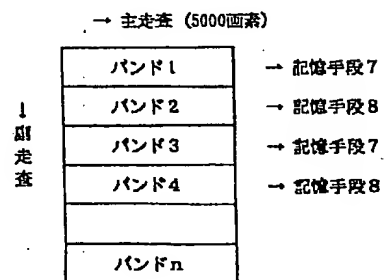 → 主走査 (5000画素)
バンド1 → 記憶手段7
バンド2 → 記憶手段8
バンド3 → 記憶手段7
バンド4 → 記憶手段8
バンドn
↓副走査